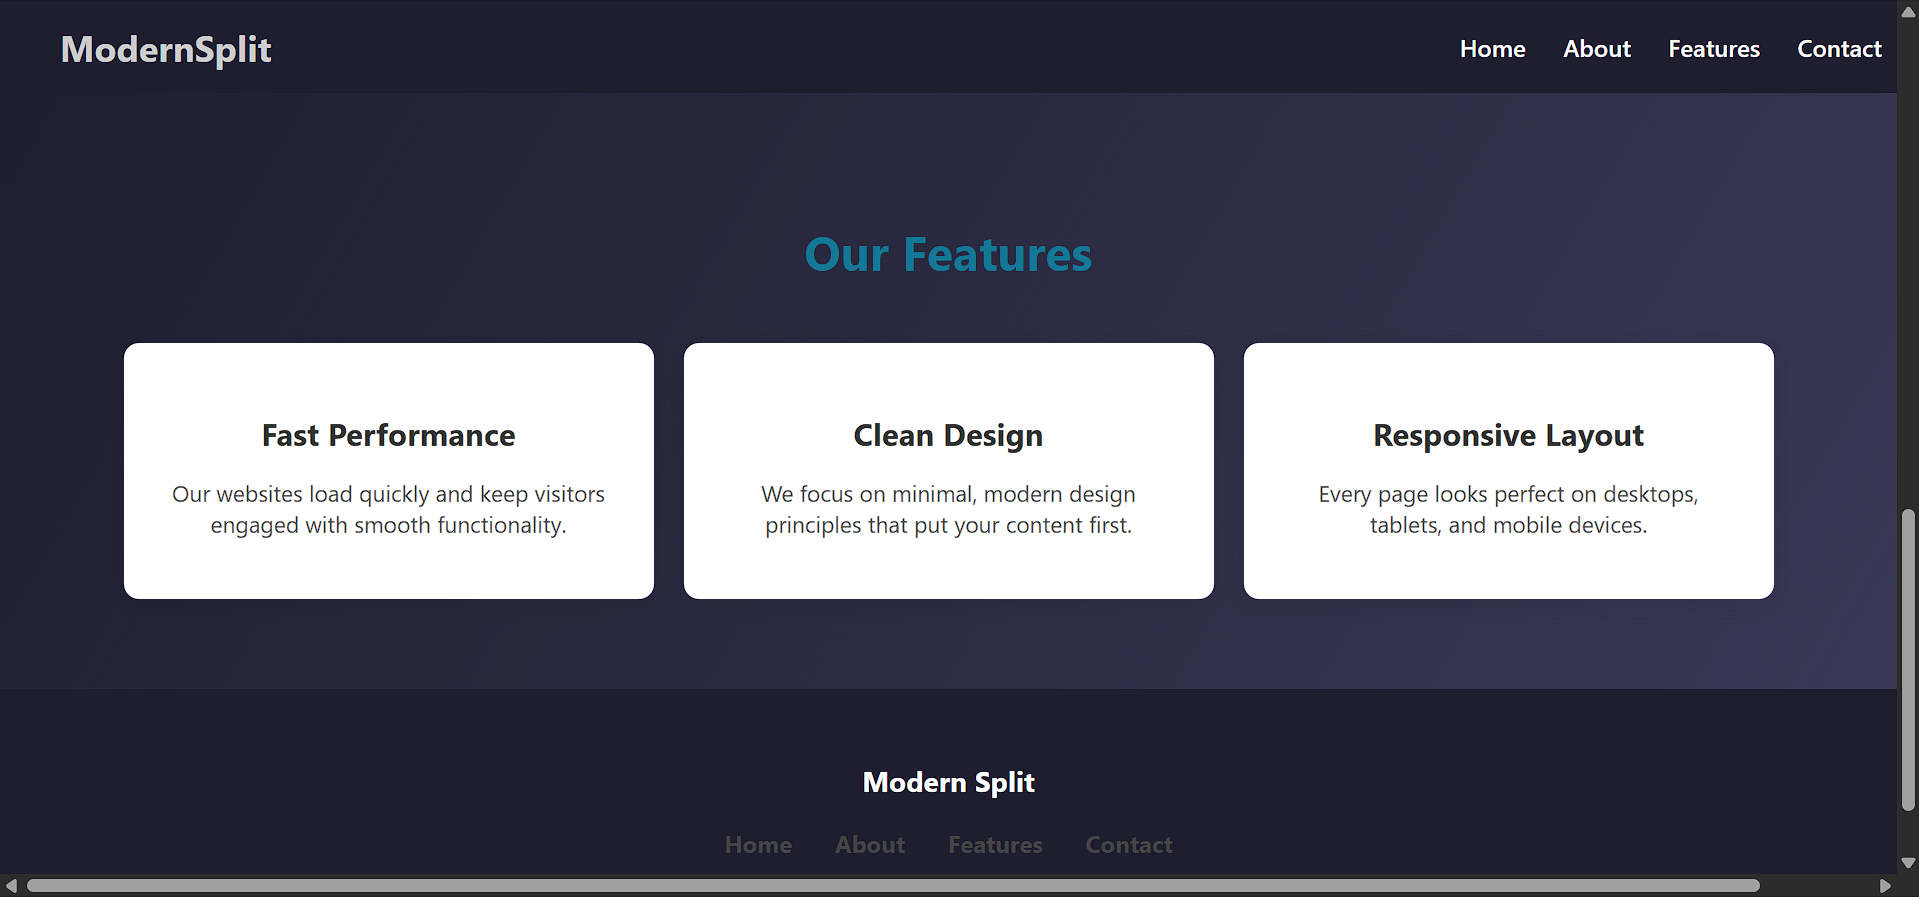 ModernSplit
Home About Features Contact
Our Features
Fast Performance
Our websites load quickly and keep visitors
engaged with smooth functionality.
Clean Design
We focus on minimal, modern design
principles that put your content first.
Responsive Layout
Every page looks perfect on desktops,
tablets, and mobile devices.
Modern Split
Home About Features Contact